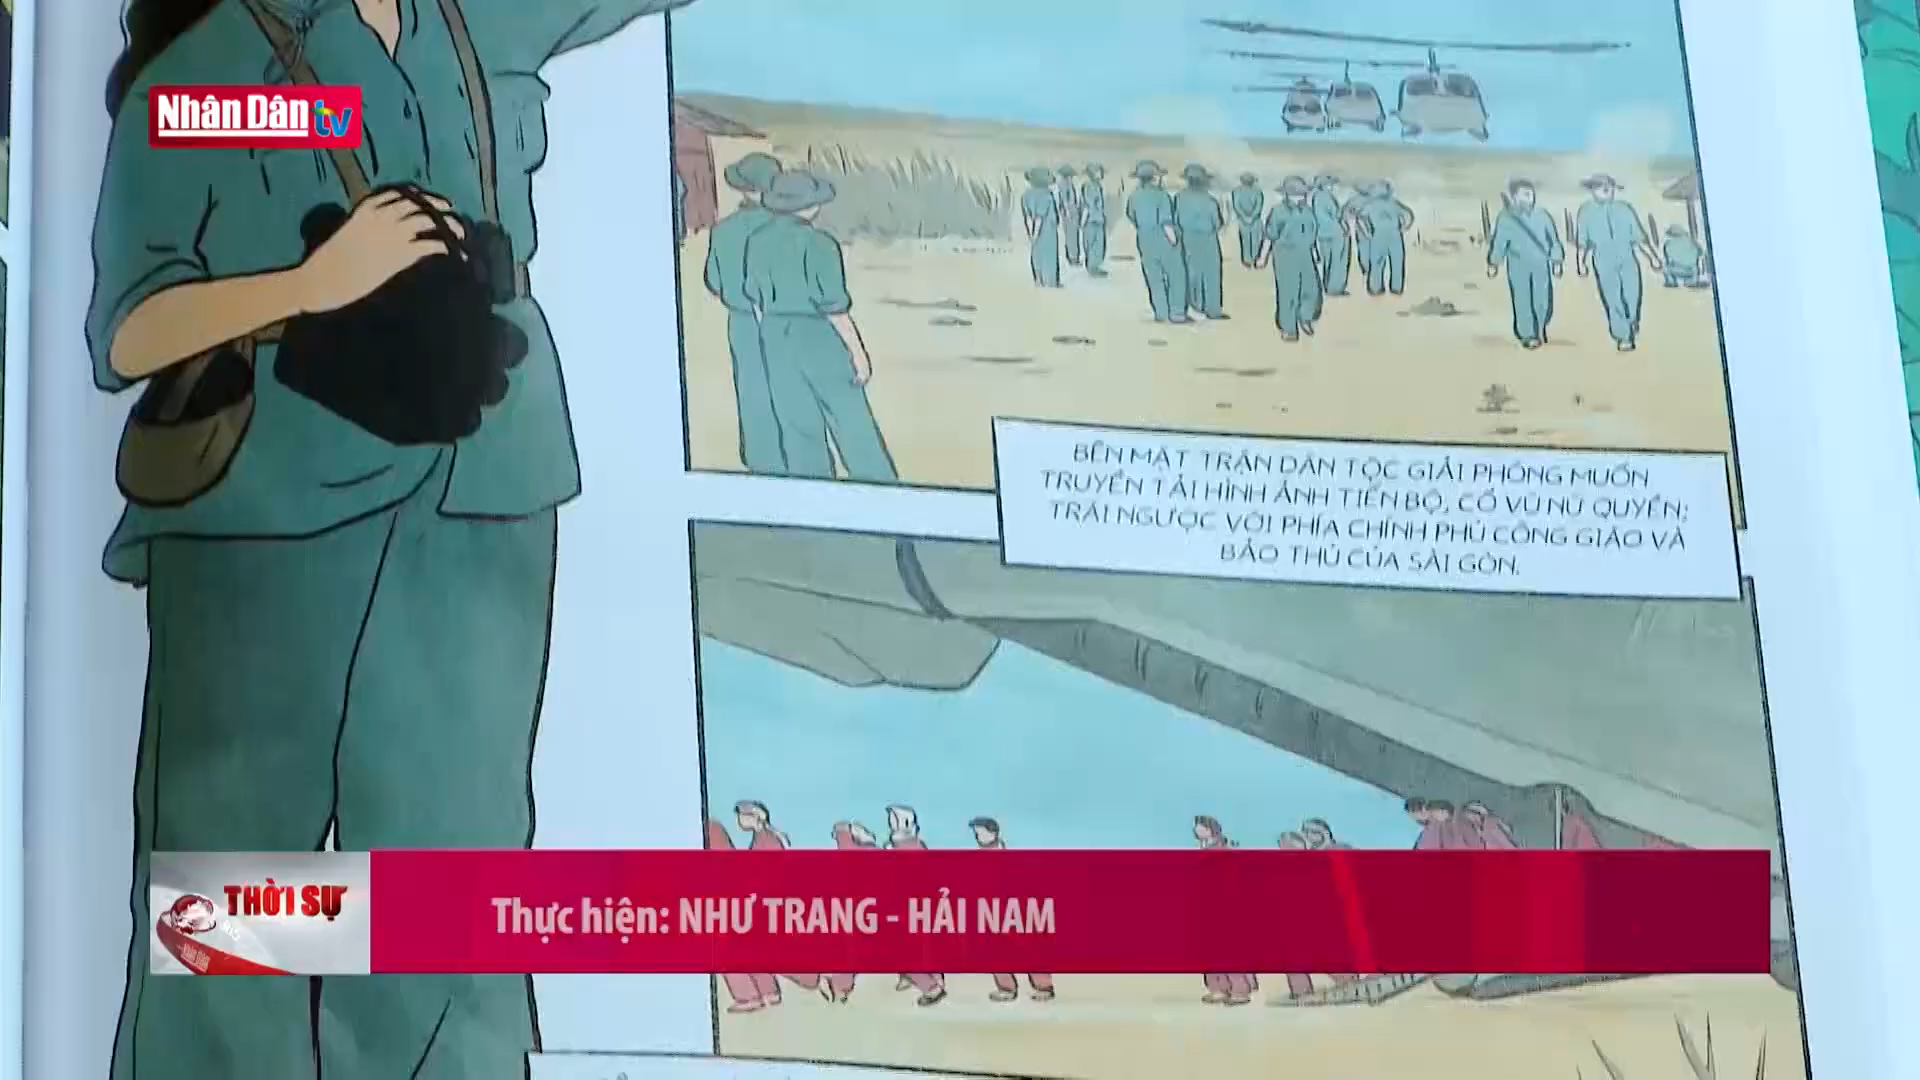 Nhân Dân tv
BÊN MẶT TRẬN DÂN TỘC GIẢI PHÓNG MUỐN
TRUYỀN TẢI HÌNH ẢNH TIẾN BỘ, CỔ VŨ NỮ QUYỀN;
TRÁI NGƯỢC VỚI PHÍA CHÍNH PHỦ CÔNG GIÁO VÀ
BẢO THỦ CỦA SÀI GÒN.
THỜI SỰ
Thực hiện: NHƯ TRANG - HẢI NAM